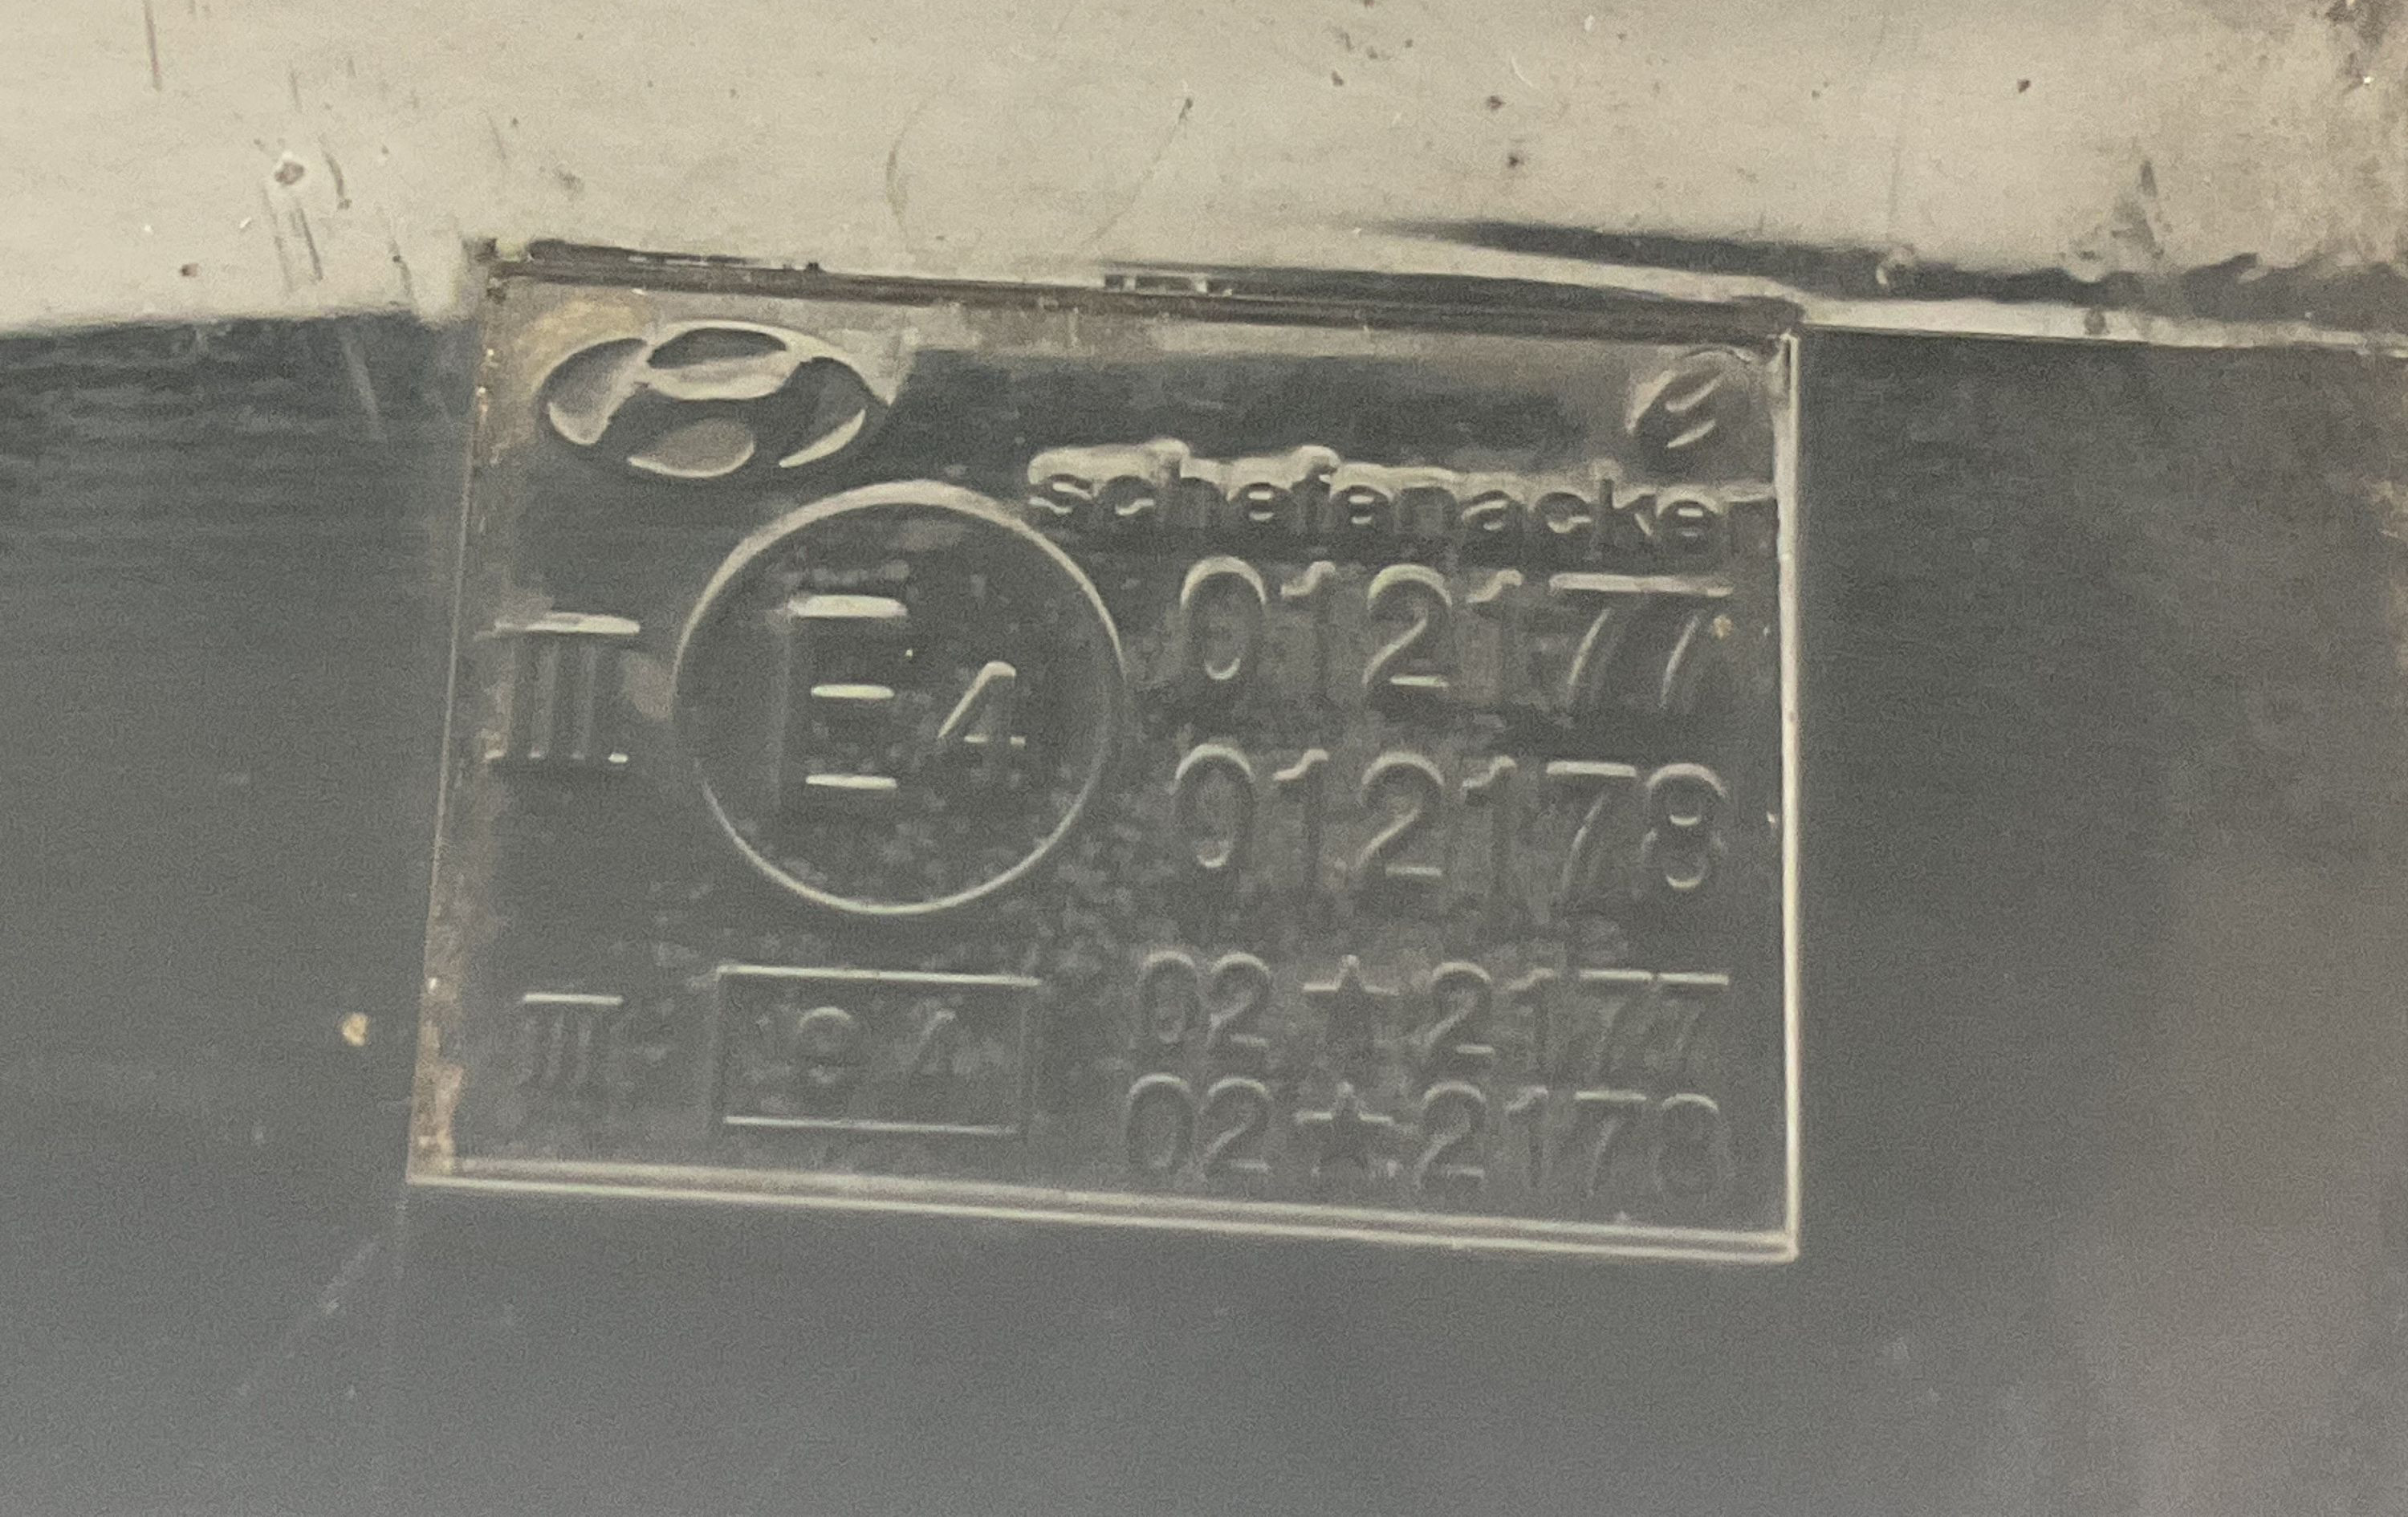 schefenacker
III E4 012177
012178
III e4 02★2177
02★2178